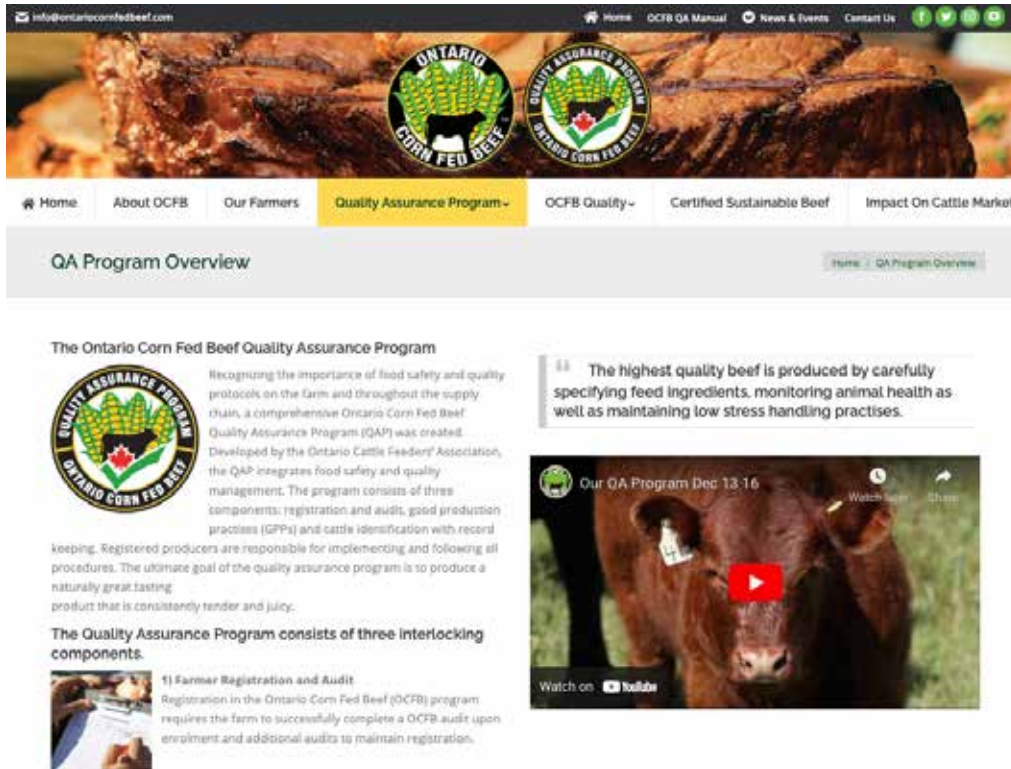 info@ontariocornfedbeef.com
Home OCFB QA Manual News & Events Contact Us
ONTARIO
CORN FED BEEF
QUALITY ASSURANCE PROGRAM
ONTARIO CORN FED BEEF
Home About OCFB Our Farmers Quality Assurance Program OCFB Quality Certified Sustainable Beef Impact On Cattle Market
QA Program Overview
Home / QA Program Overview
The Ontario Corn Fed Beef Quality Assurance Program
QUALITY ASSURANCE PROGRAM
ONTARIO CORN FED BEEF
Recognizing the importance of food safety and quality
protocols on the farm and throughout the supply
chain, a comprehensive Ontario Corn Fed Beef
Quality Assurance Program (QAP) was created.
Developed by the Ontario Cattle Feeders' Association,
the QAP integrates food safety and quality
management. The program consists of three
components: registration and audit, good production
practises (GPPs) and cattle identification with record
keeping. Registered producers are responsible for implementing and following all
procedures. The ultimate goal of the quality assurance program is to produce a
naturally great tasting
product that is consistently tender and juicy.
The Quality Assurance Program consists of three interlocking
components.
1) Farmer Registration and Audit
Registration in the Ontario Corn Fed Beef (OCFB) program
requires the farm to successfully complete a OCFB audit upon
enrolment and additional audits to maintain registration.
The highest quality beef is produced by carefully
specifying feed ingredients, monitoring animal health as
well as maintaining low stress handling practises.
Our QA Program Dec 13-16
Watch later Share
Watch on YouTube